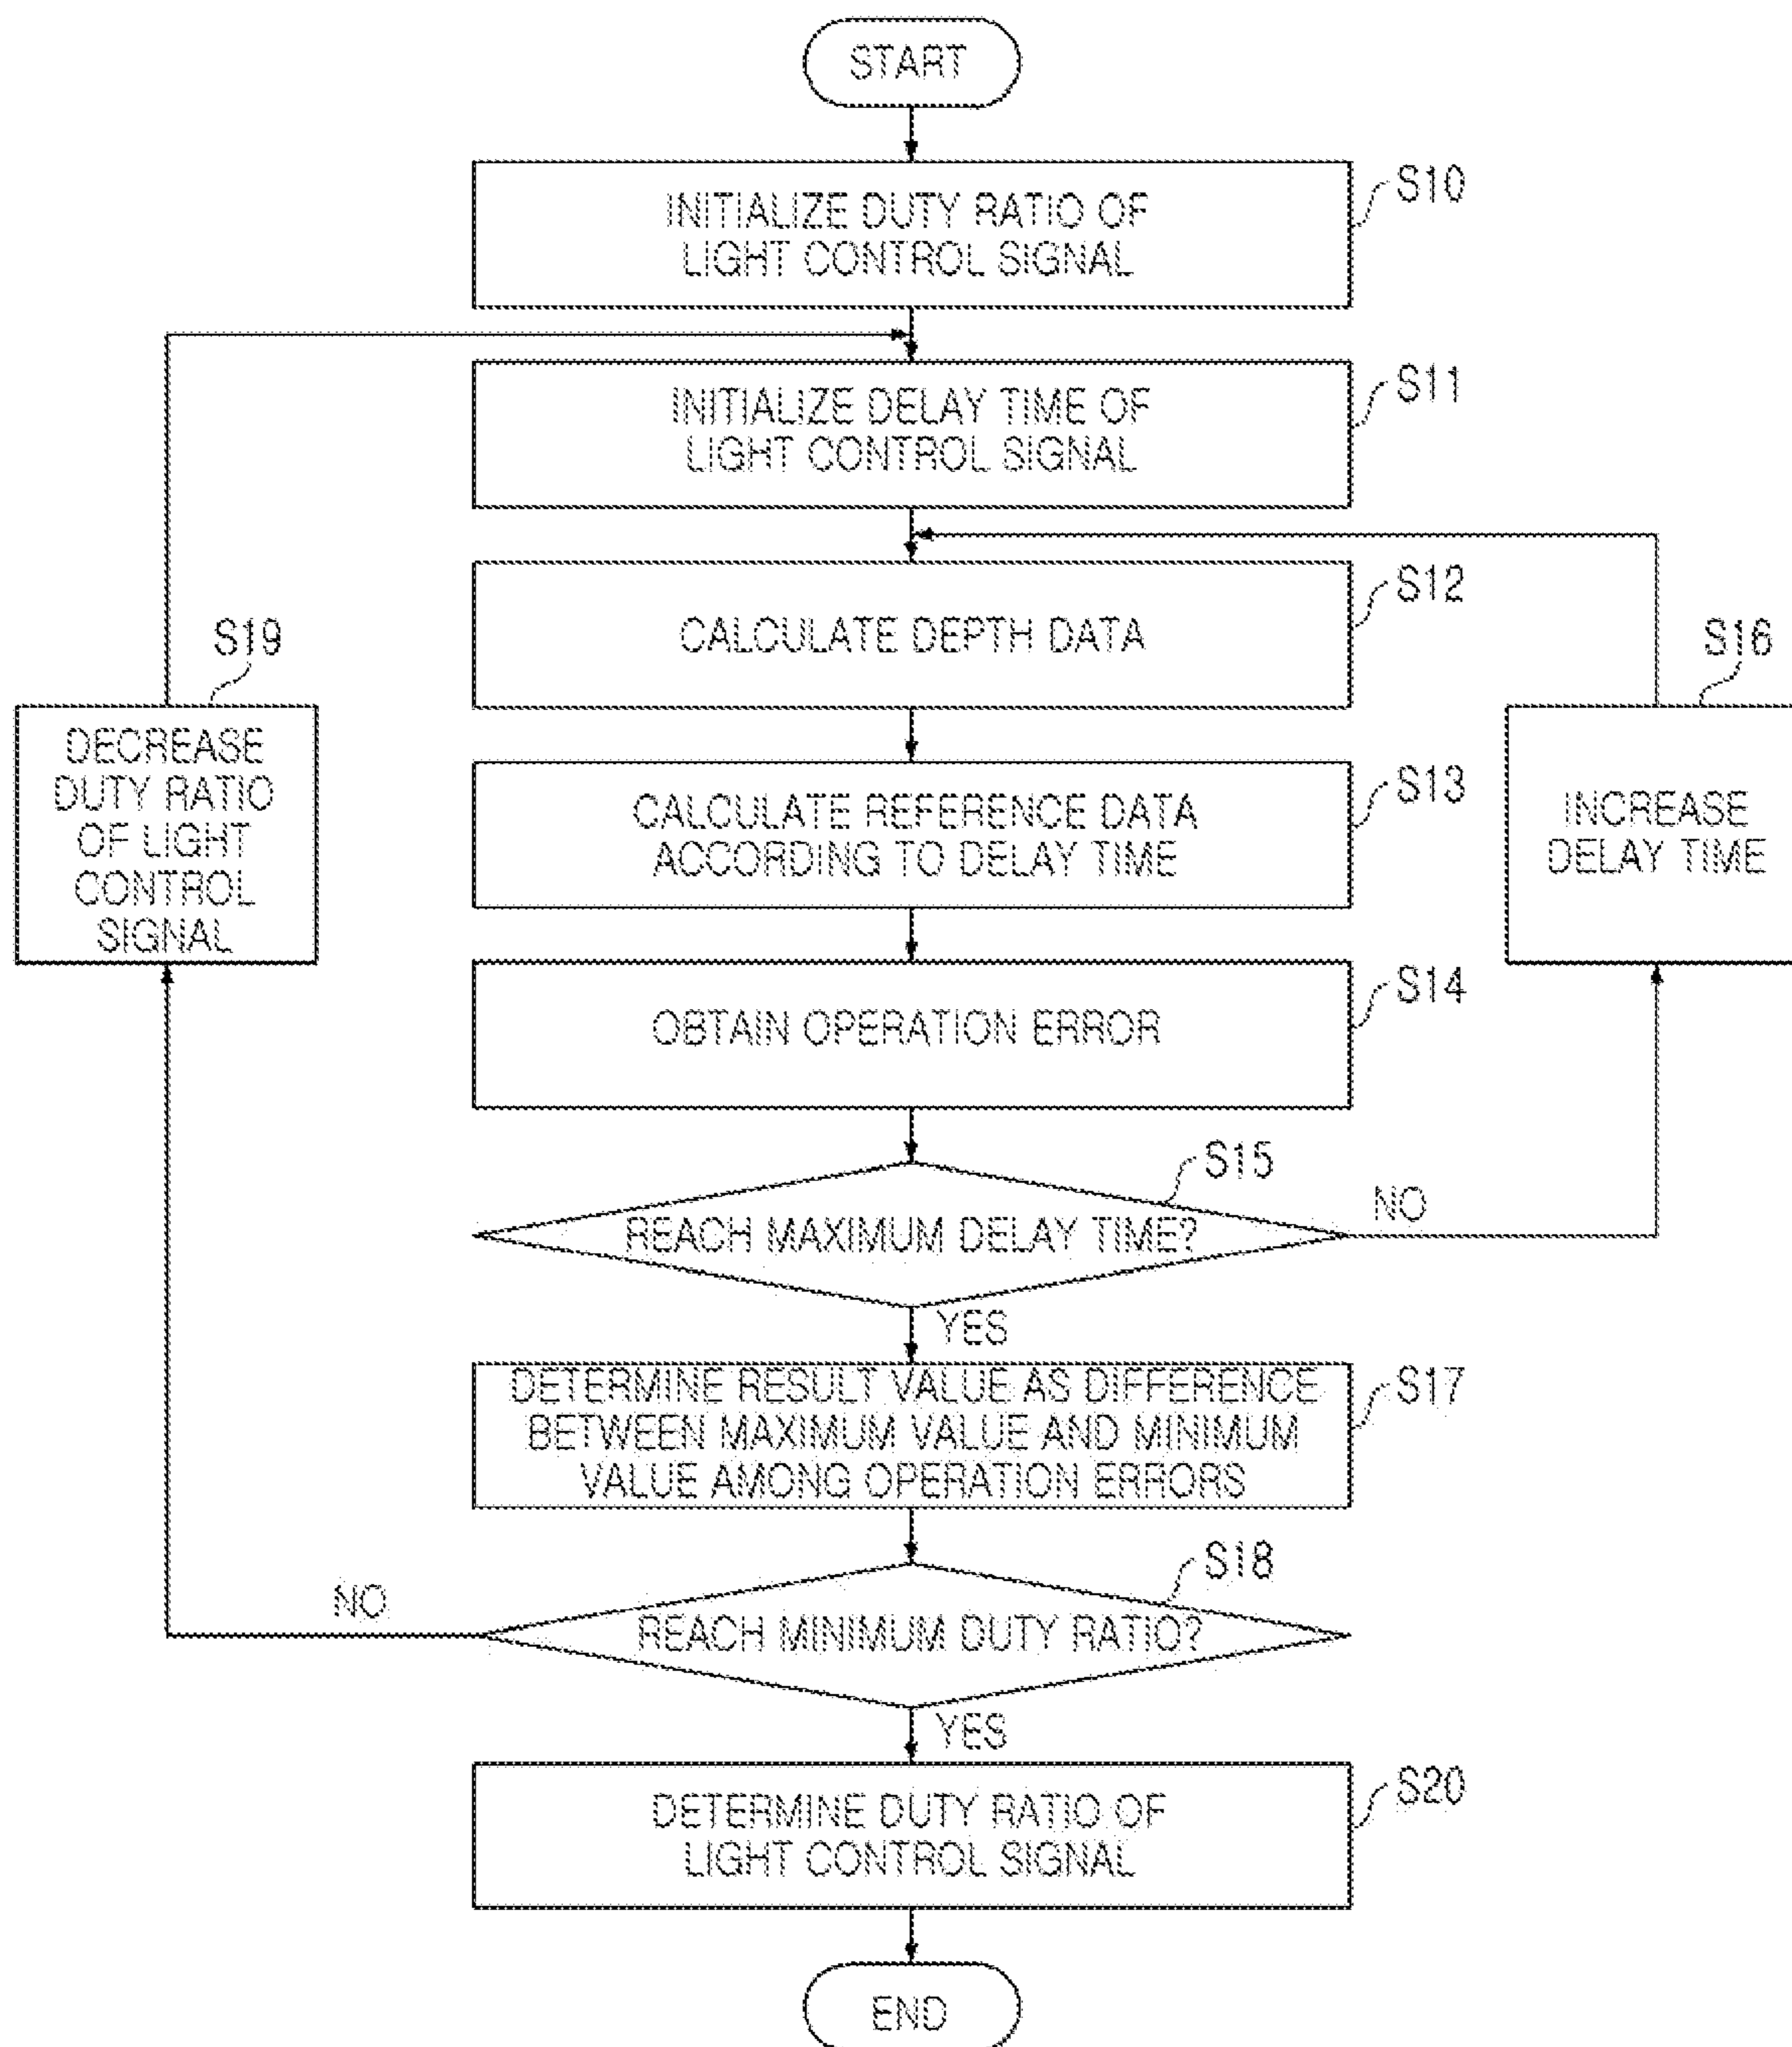 START
INITIALIZE DUTY RATIO OF
LIGHT CONTROL SIGNAL
S10
INITIALIZE DELAY TIME OF
LIGHT CONTROL SIGNAL
S11
CALCULATE DEPTH DATA
S12
S19
DECREASE
DUTY RATIO
OF LIGHT
CONTROL
SIGNAL
S16
INCREASE
DELAY TIME
CALCULATE REFERENCE DATA
ACCORDING TO DELAY TIME
S13
OBTAIN OPERATION ERROR
S14
S15
REACH MAXIMUM DELAY TIME?
NO
YES
DETERMINE RESULT VALUE AS DIFFERENCE
BETWEEN MAXIMUM VALUE AND MINIMUM
VALUE AMONG OPERATION ERRORS
S17
S18
REACH MINIMUM DUTY RATIO?
NO
YES
DETERMINE DUTY RATIO OF
LIGHT CONTROL SIGNAL
S20
END